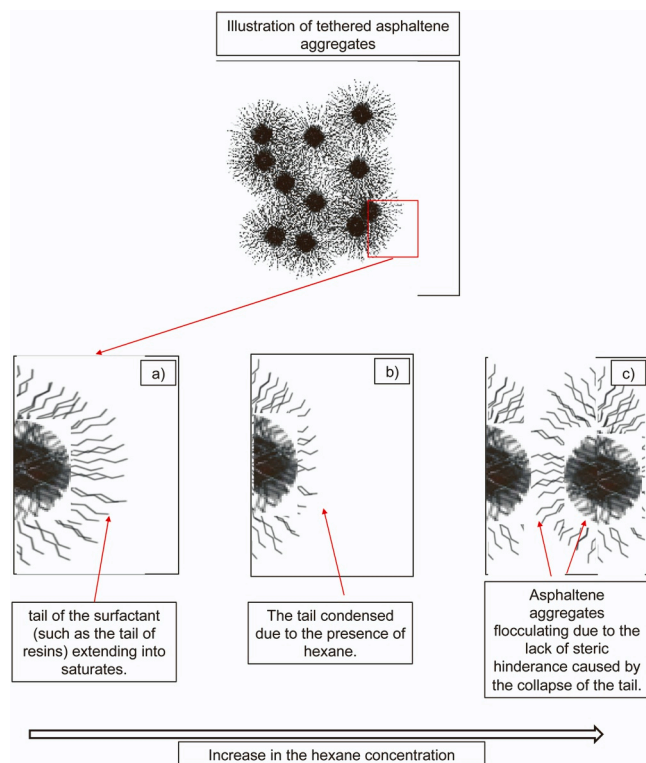 Illustration of tethered asphaltene
aggregates
a)
b)
c)
tail of the surfactant
(such as the tail of
resins) extending into
saturates.
The tail condensed
due to the presence of
hexane.
Asphaltene
aggregates
flocculating due to the
lack of steric
hinderance caused by
the collapse of the tail.
Increase in the hexane concentration